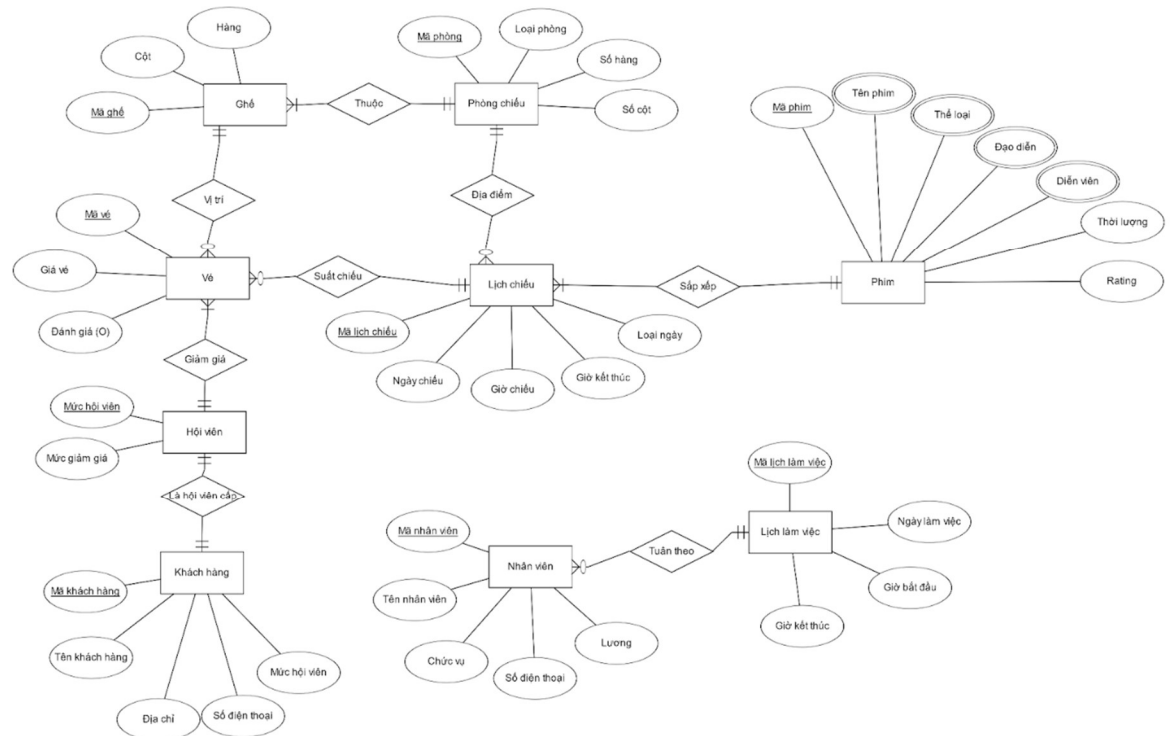 Hàng
Cột
Mã ghế
Ghế
Thuộc
Mã phòng
Loại phòng
Số hàng
Số cột
Phòng chiếu
Vị trí
Địa điểm
Mã phim
Tên phim
Thể loại
Đạo diễn
Diễn viên
Thời lượng
Rating
Phim
Mã vé
Giá vé
Đánh giá (O)
Vé
Suất chiếu
Lịch chiếu
Sắp xếp
Mã lịch chiếu
Ngày chiếu
Giờ chiếu
Giờ kết thúc
Loại ngày
Giảm giá
Mức hội viên
Mức giảm giá
Hội viên
Là hội viên cấp
Khách hàng
Mã khách hàng
Tên khách hàng
Địa chỉ
Số điện thoại
Mức hội viên
Mã nhân viên
Tên nhân viên
Chức vụ
Số điện thoại
Lương
Nhân viên
Tuân theo
Mã lịch làm việc
Lịch làm việc
Ngày làm việc
Giờ bắt đầu
Giờ kết thúc